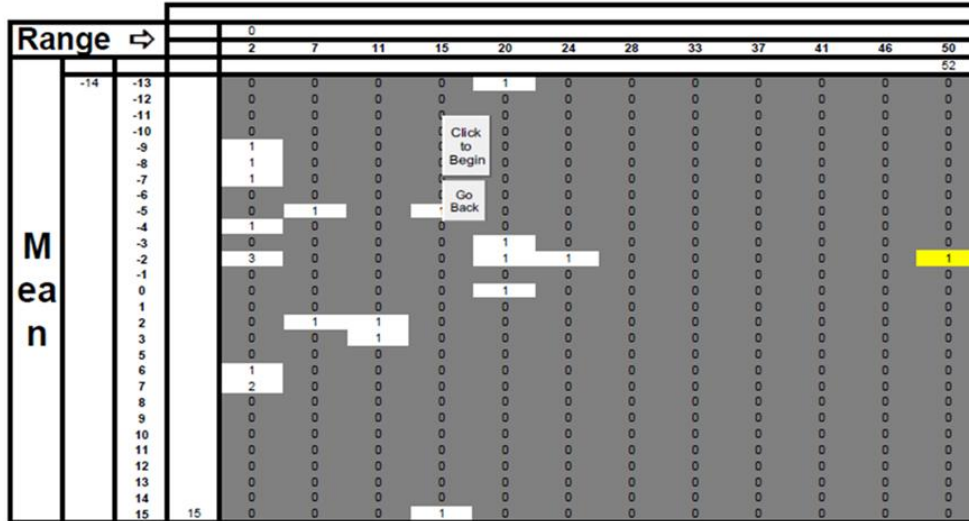 0
Range ⇨ 2 7 11 15 20 24 28 33 37 41 46 50
52
-14 -13 0 0 0 0 1 0 0 0 0 0 0 0
-12 0 0 0 0 0 0 0 0 0 0 0 0
-11 0 0 0 0 0 0 0 0 0 0 0 0
-10 0 0 0 0 0 0 0 0 0 0 0 0
-9 1 0 0 0 0 0 0 0 0 0 0 0
-8 1 0 0 0 0 0 0 0 0 0 0 0
-7 1 0 0 0 0 0 0 0 0 0 0 0
-6 0 0 0 0 0 0 0 0 0 0 0 0
-5 0 1 0 1 0 0 0 0 0 0 0 0
-4 1 0 0 0 0 0 0 0 0 0 0 0
-3 0 0 0 0 1 0 0 0 0 0 0 0
-2 3 0 0 0 1 1 0 0 0 0 0 1
-1 0 0 0 0 0 0 0 0 0 0 0 0
0 0 0 0 0 1 0 0 0 0 0 0 0
1 0 0 0 0 0 0 0 0 0 0 0 0
2 0 1 1 0 0 0 0 0 0 0 0 0
3 0 0 1 0 0 0 0 0 0 0 0 0
5 0 0 0 0 0 0 0 0 0 0 0 0
6 1 0 0 0 0 0 0 0 0 0 0 0
7 2 0 0 0 0 0 0 0 0 0 0 0
8 0 0 0 0 0 0 0 0 0 0 0 0
9 0 0 0 0 0 0 0 0 0 0 0 0
10 0 0 0 0 0 0 0 0 0 0 0 0
11 0 0 0 0 0 0 0 0 0 0 0 0
12 0 0 0 0 0 0 0 0 0 0 0 0
13 0 0 0 0 0 0 0 0 0 0 0 0
14 0 0 0 0 0 0 0 0 0 0 0 0
15 15 0 0 0 1 0 0 0 0 0 0 0 0
M
ea
n
Click
to
Begin
Go
Back